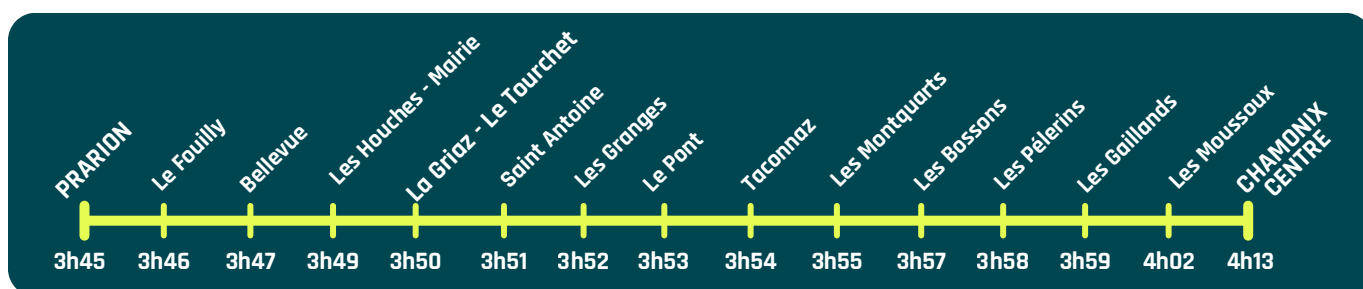 PRARION
Le Fouilly
Bellevue
Les Houches - Mairie
La Griaz - Le Tourchet
Saint Antoine
Les Granges
Le Pont
Taconnaz
Les Montquarts
Les Bossons
Les Pélerins
Les Gaillands
Les Moussoux
CHAMONIX
CENTRE
3h45 3h46 3h47 3h49 3h50 3h51 3h52 3h53 3h54 3h55 3h57 3h58 3h59 4h02 4h13